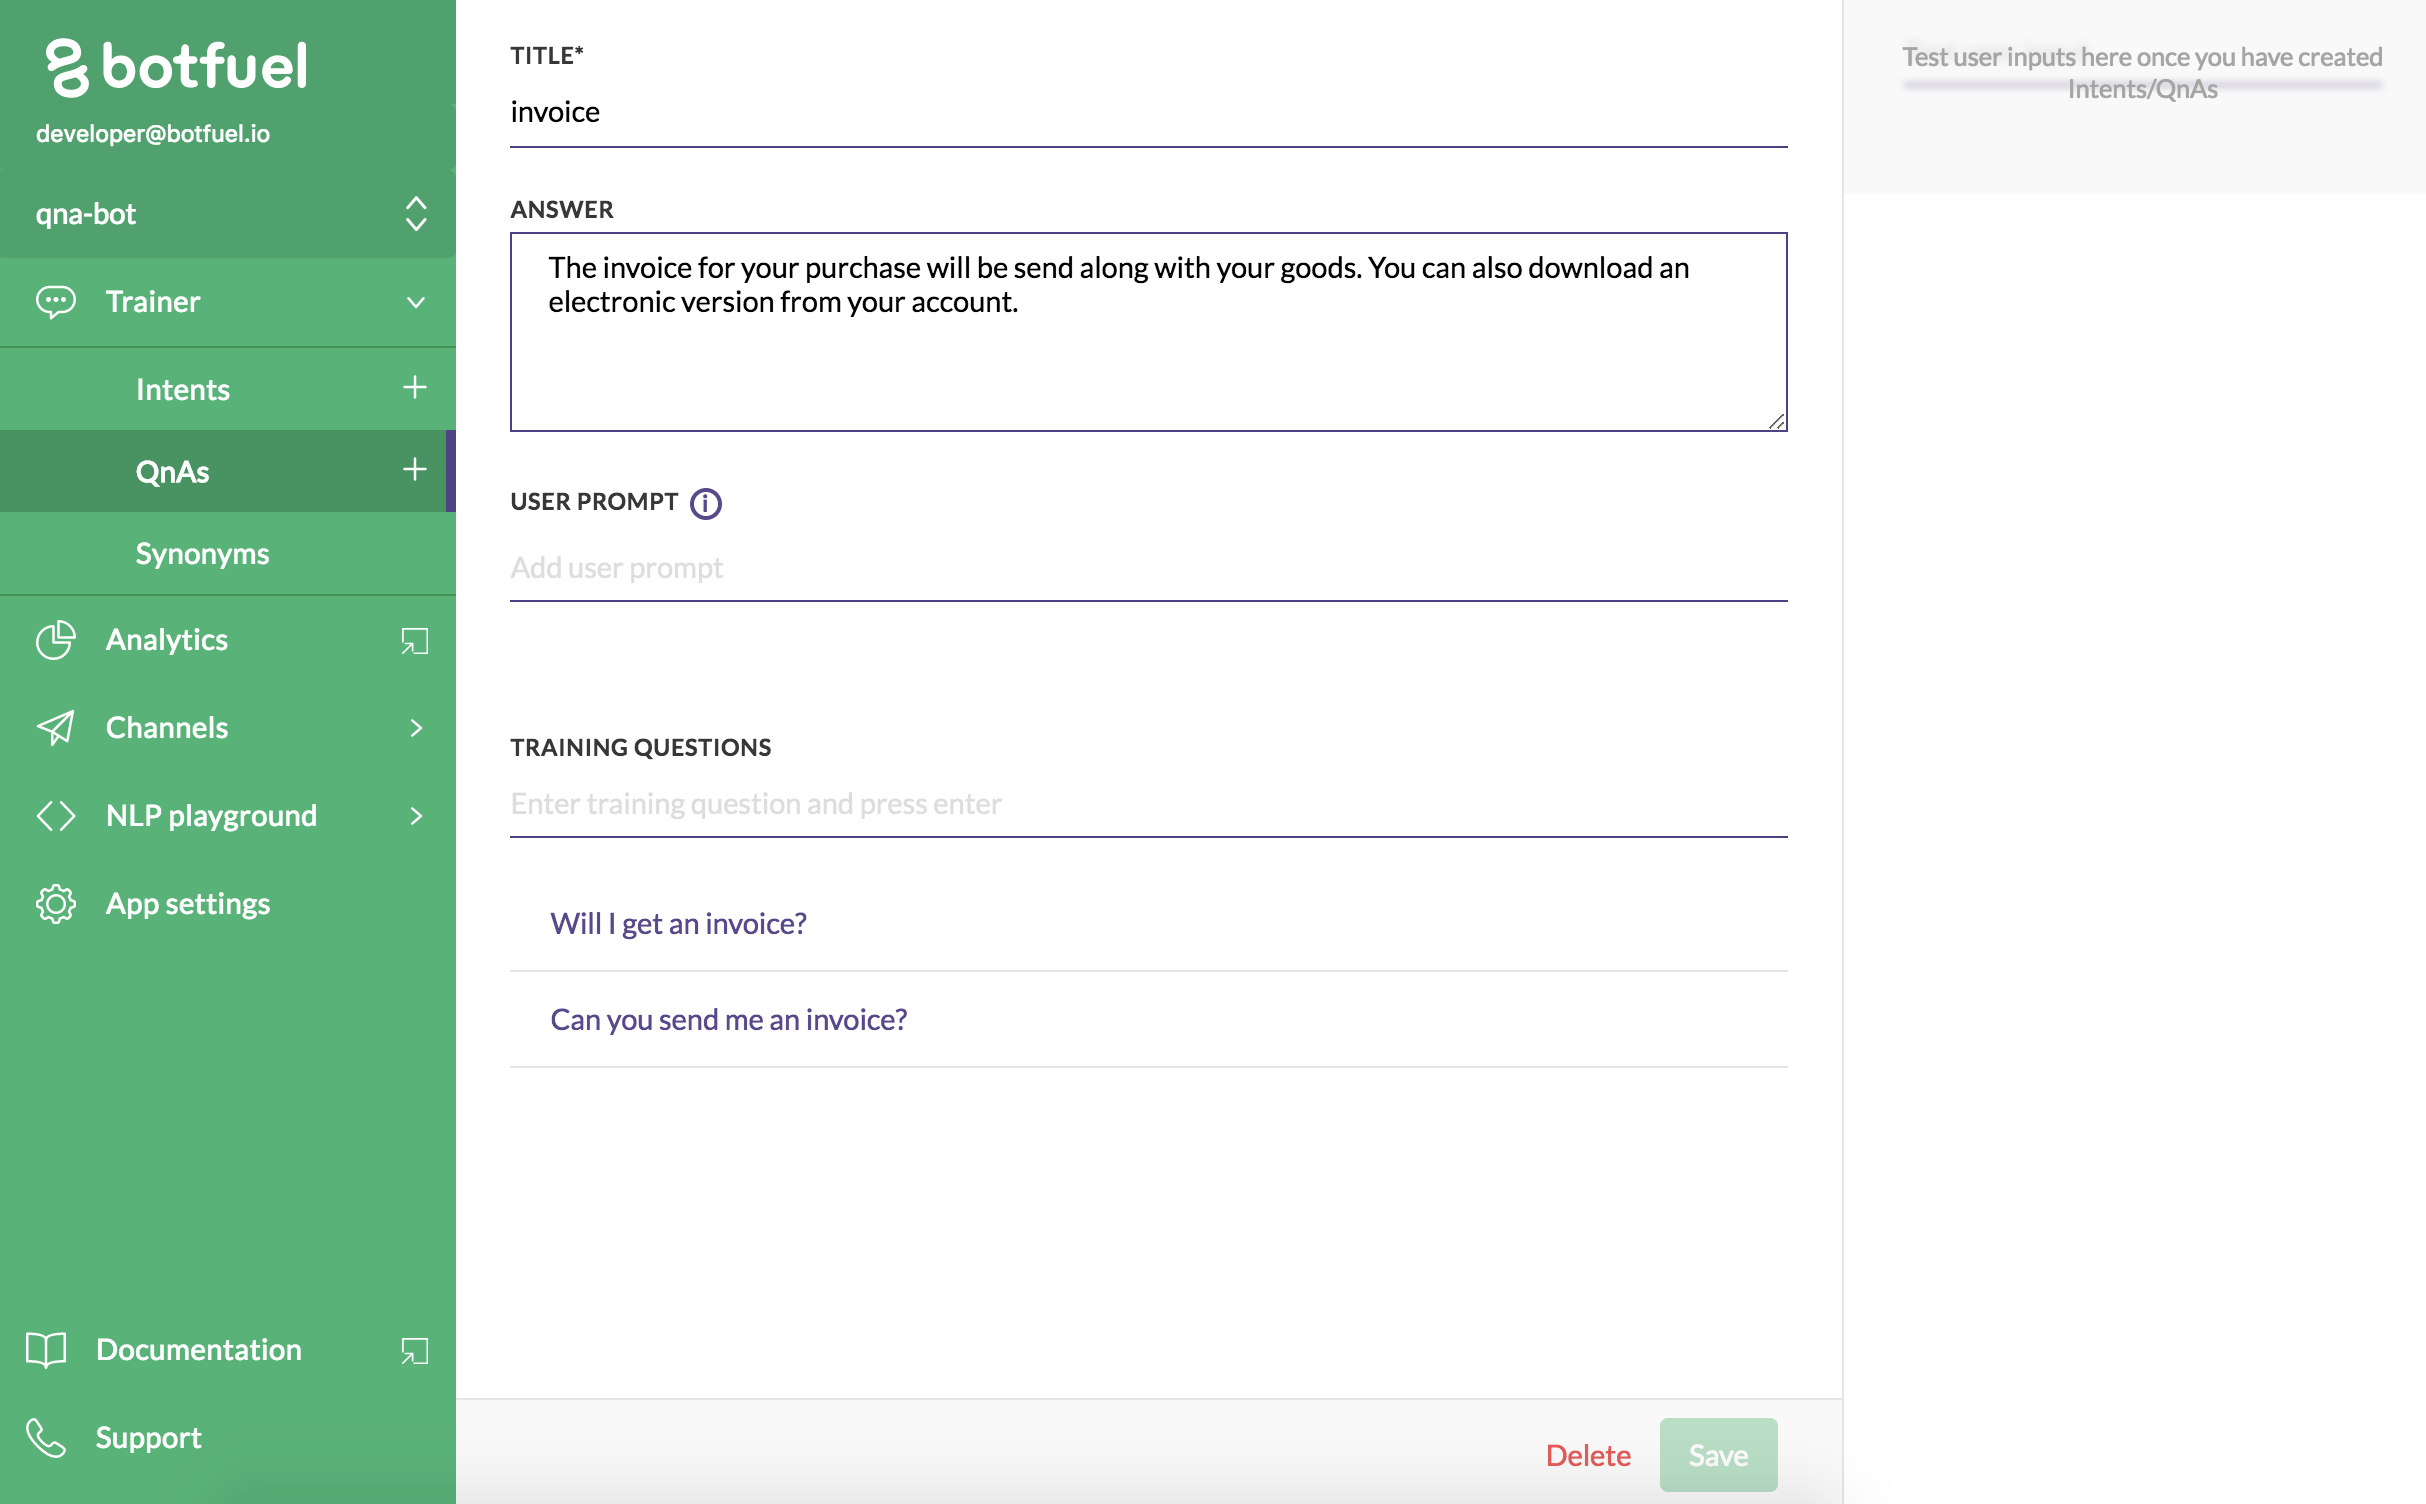 botfuel
developer@botfuel.io
qna-bot
Trainer
Intents
QnAs
Synonyms
Analytics
Channels
NLP playground
App settings
Documentation
Support
TITLE*
invoice
ANSWER
The invoice for your purchase will be send along with your goods. You can also download an
electronic version from your account.
USER PROMPT
Add user prompt
TRAINING QUESTIONS
Enter training question and press enter
Will I get an invoice?
Can you send me an invoice?
Delete
Save
Test user inputs here once you have created
Intents/QnAs